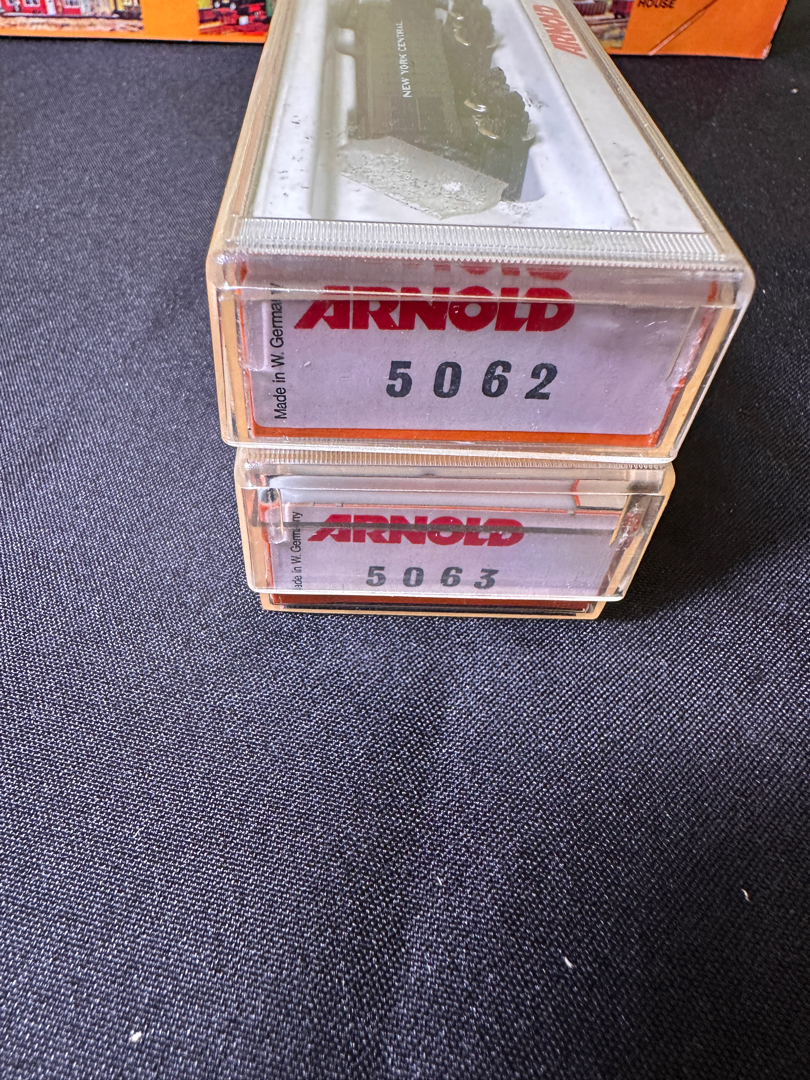 HOUSE
ARNOLD
NEW YORK CENTRAL
ARNOLD
Made in W. Germany
5062
ARNOLD
Made in W. Germany
5063